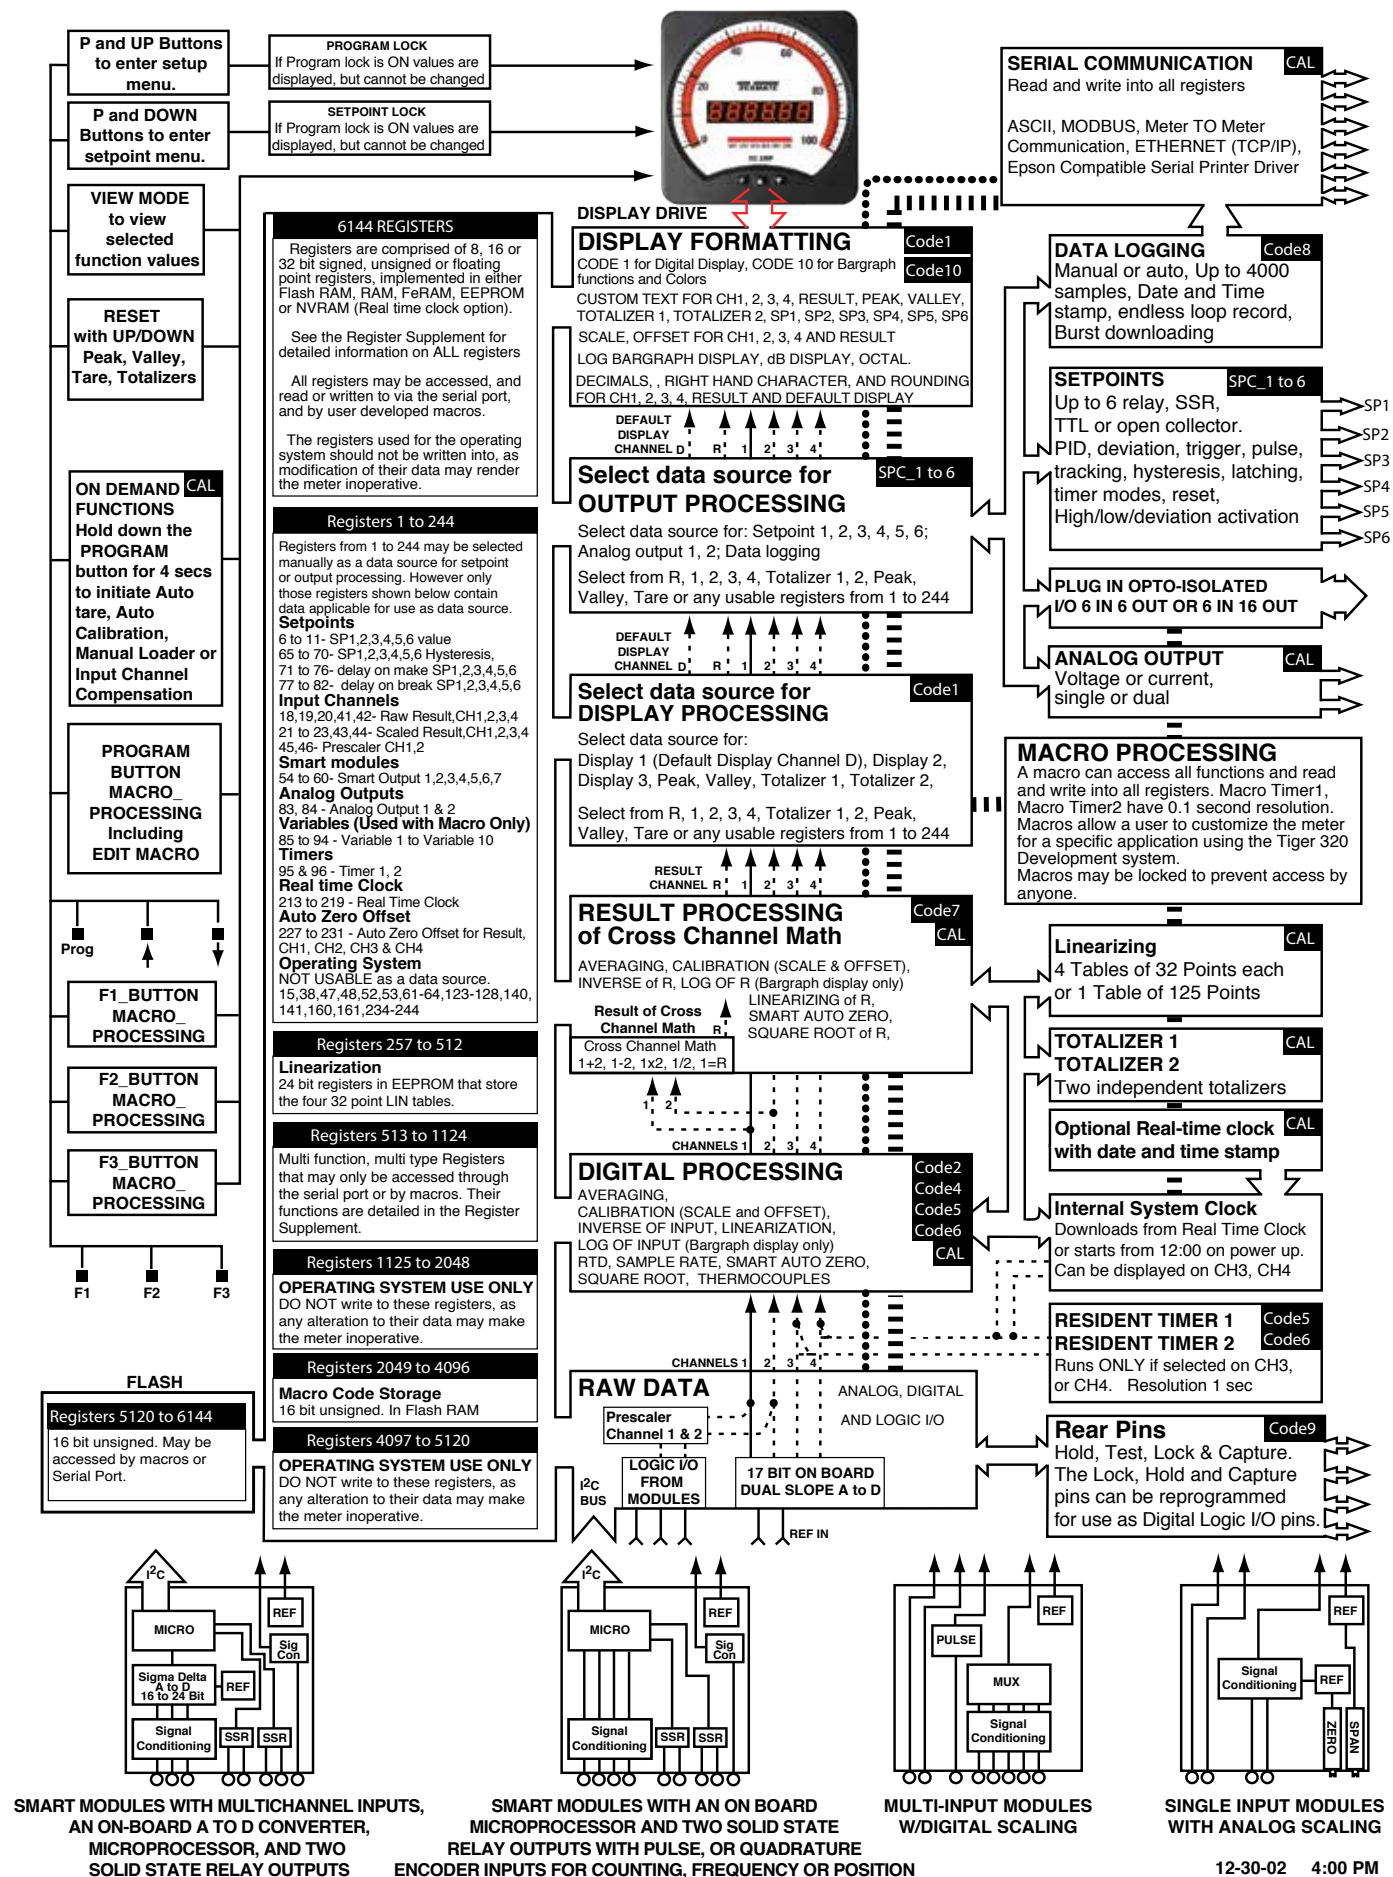 P and UP Buttons
to enter setup
menu.
PROGRAM LOCK
If Program lock is ON values are
displayed, but cannot be changed
P and DOWN
Buttons to enter
setpoint menu.
SETPOINT LOCK
If Program lock is ON values are
displayed, but cannot be changed
VIEW MODE
to view
selected
function values
RESET
with UP/DOWN
Peak, Valley,
Tare, Totalizers
ON DEMAND CAL
FUNCTIONS
Hold down the
PROGRAM
button for 4 secs
to initiate Auto
tare, Auto
Calibration,
Manual Loader or
Input Channel
Compensation
PROGRAM
BUTTON
MACRO_
PROCESSING
Including
EDIT MACRO
Prog
F1_BUTTON
MACRO_
PROCESSING
F2_BUTTON
MACRO_
PROCESSING
F3_BUTTON
MACRO_
PROCESSING
F1 F2 F3
FLASH
Registers 5120 to 6144
16 bit unsigned. May be
accessed by macros or
Serial Port.
6144 REGISTERS
Registers are comprised of 8, 16 or
32 bit signed, unsigned or floating
point registers, implemented in either
Flash RAM, RAM, FeRAM, EEPROM
or NVRAM (Real time clock option).
See the Register Supplement for
detailed information on ALL registers
All registers may be accessed, and
read or written to via the serial port,
and by user developed macros.
The registers used for the operating
system should not be written into, as
modification of their data may render
the meter inoperative.
Registers 1 to 244
Registers from 1 to 244 may be selected
manually as a data source for setpoint
or output processing. However only
those registers shown below contain
data applicable for use as data source.
Setpoints
6 to 11- SP1,2,3,4,5,6 value
65 to 70- SP1,2,3,4,5,6 Hysteresis,
71 to 76- delay on make SP1,2,3,4,5,6
77 to 82- delay on break SP1,2,3,4,5,6
Input Channels
18,19,20,41,42- Raw Result,CH1,2,3,4
21 to 23,43,44- Scaled Result,CH1,2,3,4
45,46- Prescaler CH1,2
Smart modules
54 to 60- Smart Output 1,2,3,4,5,6,7
Analog Outputs
83, 84 - Analog Output 1 & 2
Variables (Used with Macro Only)
85 to 94 - Variable 1 to Variable 10
Timers
95 & 96 - Timer 1, 2
Real time Clock
213 to 219 - Real Time Clock
Auto Zero Offset
227 to 231 - Auto Zero Offset for Result,
CH1, CH2, CH3 & CH4
Operating System
NOT USABLE as a data source.
15,38,47,48,52,53,61-64,123-128,140,
141,160,161,234-244
Registers 257 to 512
Linearization
24 bit registers in EEPROM that store
the four 32 point LIN tables.
Registers 513 to 1124
Multi function, multi type Registers
that may only be accessed through
the serial port or by macros. Their
functions are detailed in the Register
Supplement.
Registers 1125 to 2048
OPERATING SYSTEM USE ONLY
DO NOT write to these registers, as
any alteration to their data may make
the meter inoperative.
Registers 2049 to 4096
Macro Code Storage
16 bit unsigned. In Flash RAM
Registers 4097 to 5120
OPERATING SYSTEM USE ONLY
DO NOT write to these registers, as
any alteration to their data may make
the meter inoperative.
0 20 40 60 80 100
DISPLAY DRIVE
DISPLAY FORMATTING Code1
CODE 1 for Digital Display, CODE 10 for Bargraph Code10
functions and Colors
CUSTOM TEXT FOR CH1, 2, 3, 4, RESULT, PEAK, VALLEY,
TOTALIZER 1, TOTALIZER 2, SP1, SP2, SP3, SP4, SP5, SP6
SCALE, OFFSET FOR CH1, 2, 3, 4 AND RESULT
LOG BARGRAPH DISPLAY, dB DISPLAY, OCTAL.
DECIMALS, , RIGHT HAND CHARACTER, AND ROUNDING
FOR CH1, 2, 3, 4, RESULT AND DEFAULT DISPLAY
DEFAULT
DISPLAY
CHANNEL D R 1 2 3 4
Select data source for SPC_1 to 6
OUTPUT PROCESSING
Select data source for: Setpoint 1, 2, 3, 4, 5, 6;
Analog output 1, 2; Data logging
Select from R, 1, 2, 3, 4, Totalizer 1, 2, Peak,
Valley, Tare or any usable registers from 1 to 244
DEFAULT
DISPLAY
CHANNEL D R 1 2 3 4
Select data source for Code1
DISPLAY PROCESSING
Select data source for:
Display 1 (Default Display Channel D), Display 2,
Display 3, Peak, Valley, Totalizer 1, Totalizer 2,
Select from R, 1, 2, 3, 4, Totalizer 1, 2, Peak,
Valley, Tare or any usable registers from 1 to 244
RESULT
CHANNEL R 1 2 3 4
RESULT PROCESSING Code7
of Cross Channel Math CAL
AVERAGING, CALIBRATION (SCALE & OFFSET),
INVERSE of R, LOG OF R (Bargraph display only)
LINEARIZING of R,
SMART AUTO ZERO,
SQUARE ROOT of R,
Result of Cross
Channel Math R
Cross Channel Math
1+2, 1-2, 1x2, 1/2, 1=R
1 2
CHANNELS 1 2 3 4
DIGITAL PROCESSING Code2
Code4
Code5
Code6
CAL
AVERAGING,
CALIBRATION (SCALE and OFFSET),
INVERSE OF INPUT, LINEARIZATION,
LOG OF INPUT (Bargraph display only)
RTD, SAMPLE RATE, SMART AUTO ZERO,
SQUARE ROOT, THERMOCOUPLES
CHANNELS 1 2 3 4
RAW DATA
ANALOG, DIGITAL
AND LOGIC I/O
Prescaler
Channel 1 & 2
LOGIC I/O
FROM
MODULES
17 BIT ON BOARD
DUAL SLOPE A to D
I2C
BUS
REF IN
SERIAL COMMUNICATION CAL
Read and write into all registers
ASCII, MODBUS, Meter TO Meter
Communication, ETHERNET (TCP/IP),
Epson Compatible Serial Printer Driver
DATA LOGGING Code8
Manual or auto, Up to 4000
samples, Date and Time
stamp, endless loop record,
Burst downloading
SETPOINTS SPC_1 to 6
Up to 6 relay, SSR,
TTL or open collector.
PID, deviation, trigger, pulse,
tracking, hysteresis, latching,
timer modes, reset,
High/low/deviation activation
SP1
SP2
SP3
SP4
SP5
SP6
PLUG IN OPTO-ISOLATED
I/O 6 IN 6 OUT OR 6 IN 16 OUT
ANALOG OUTPUT CAL
Voltage or current,
single or dual
MACRO PROCESSING
A macro can access all functions and read
and write into all registers. Macro Timer1,
Macro Timer2 have 0.1 second resolution.
Macros allow a user to customize the meter
for a specific application using the Tiger 320
Development system.
Macros may be locked to prevent access by
anyone.
Linearizing CAL
4 Tables of 32 Points each
or 1 Table of 125 Points
TOTALIZER 1 CAL
TOTALIZER 2
Two independent totalizers
Optional Real-time clock CAL
with date and time stamp
Internal System Clock
Downloads from Real Time Clock
or starts from 12:00 on power up.
Can be displayed on CH3, CH4
RESIDENT TIMER 1 Code5
RESIDENT TIMER 2 Code6
Runs ONLY if selected on CH3,
or CH4. Resolution 1 sec
Rear Pins Code9
Hold, Test, Lock & Capture.
The Lock, Hold and Capture
pins can be reprogrammed
for use as Digital Logic I/O pins.
I2C
MICRO
REF
Sig
Con
Sigma Delta
A to D
16 to 24 Bit
REF
Signal
Conditioning
SSR SSR
SMART MODULES WITH MULTICHANNEL INPUTS,
AN ON-BOARD A TO D CONVERTER,
MICROPROCESSOR, AND TWO
SOLID STATE RELAY OUTPUTS
I2C
MICRO
REF
Sig
Con
Signal
Conditioning
SSR SSR
SMART MODULES WITH AN ON BOARD
MICROPROCESSOR AND TWO SOLID STATE
RELAY OUTPUTS WITH PULSE, OR QUADRATURE
ENCODER INPUTS FOR COUNTING, FREQUENCY OR POSITION
REF
PULSE
MUX
Signal
Conditioning
MULTI-INPUT MODULES
W/DIGITAL SCALING
REF
Signal
Conditioning
REF
ZERO
SPAN
SINGLE INPUT MODULES
WITH ANALOG SCALING
12-30-02 4:00 PM